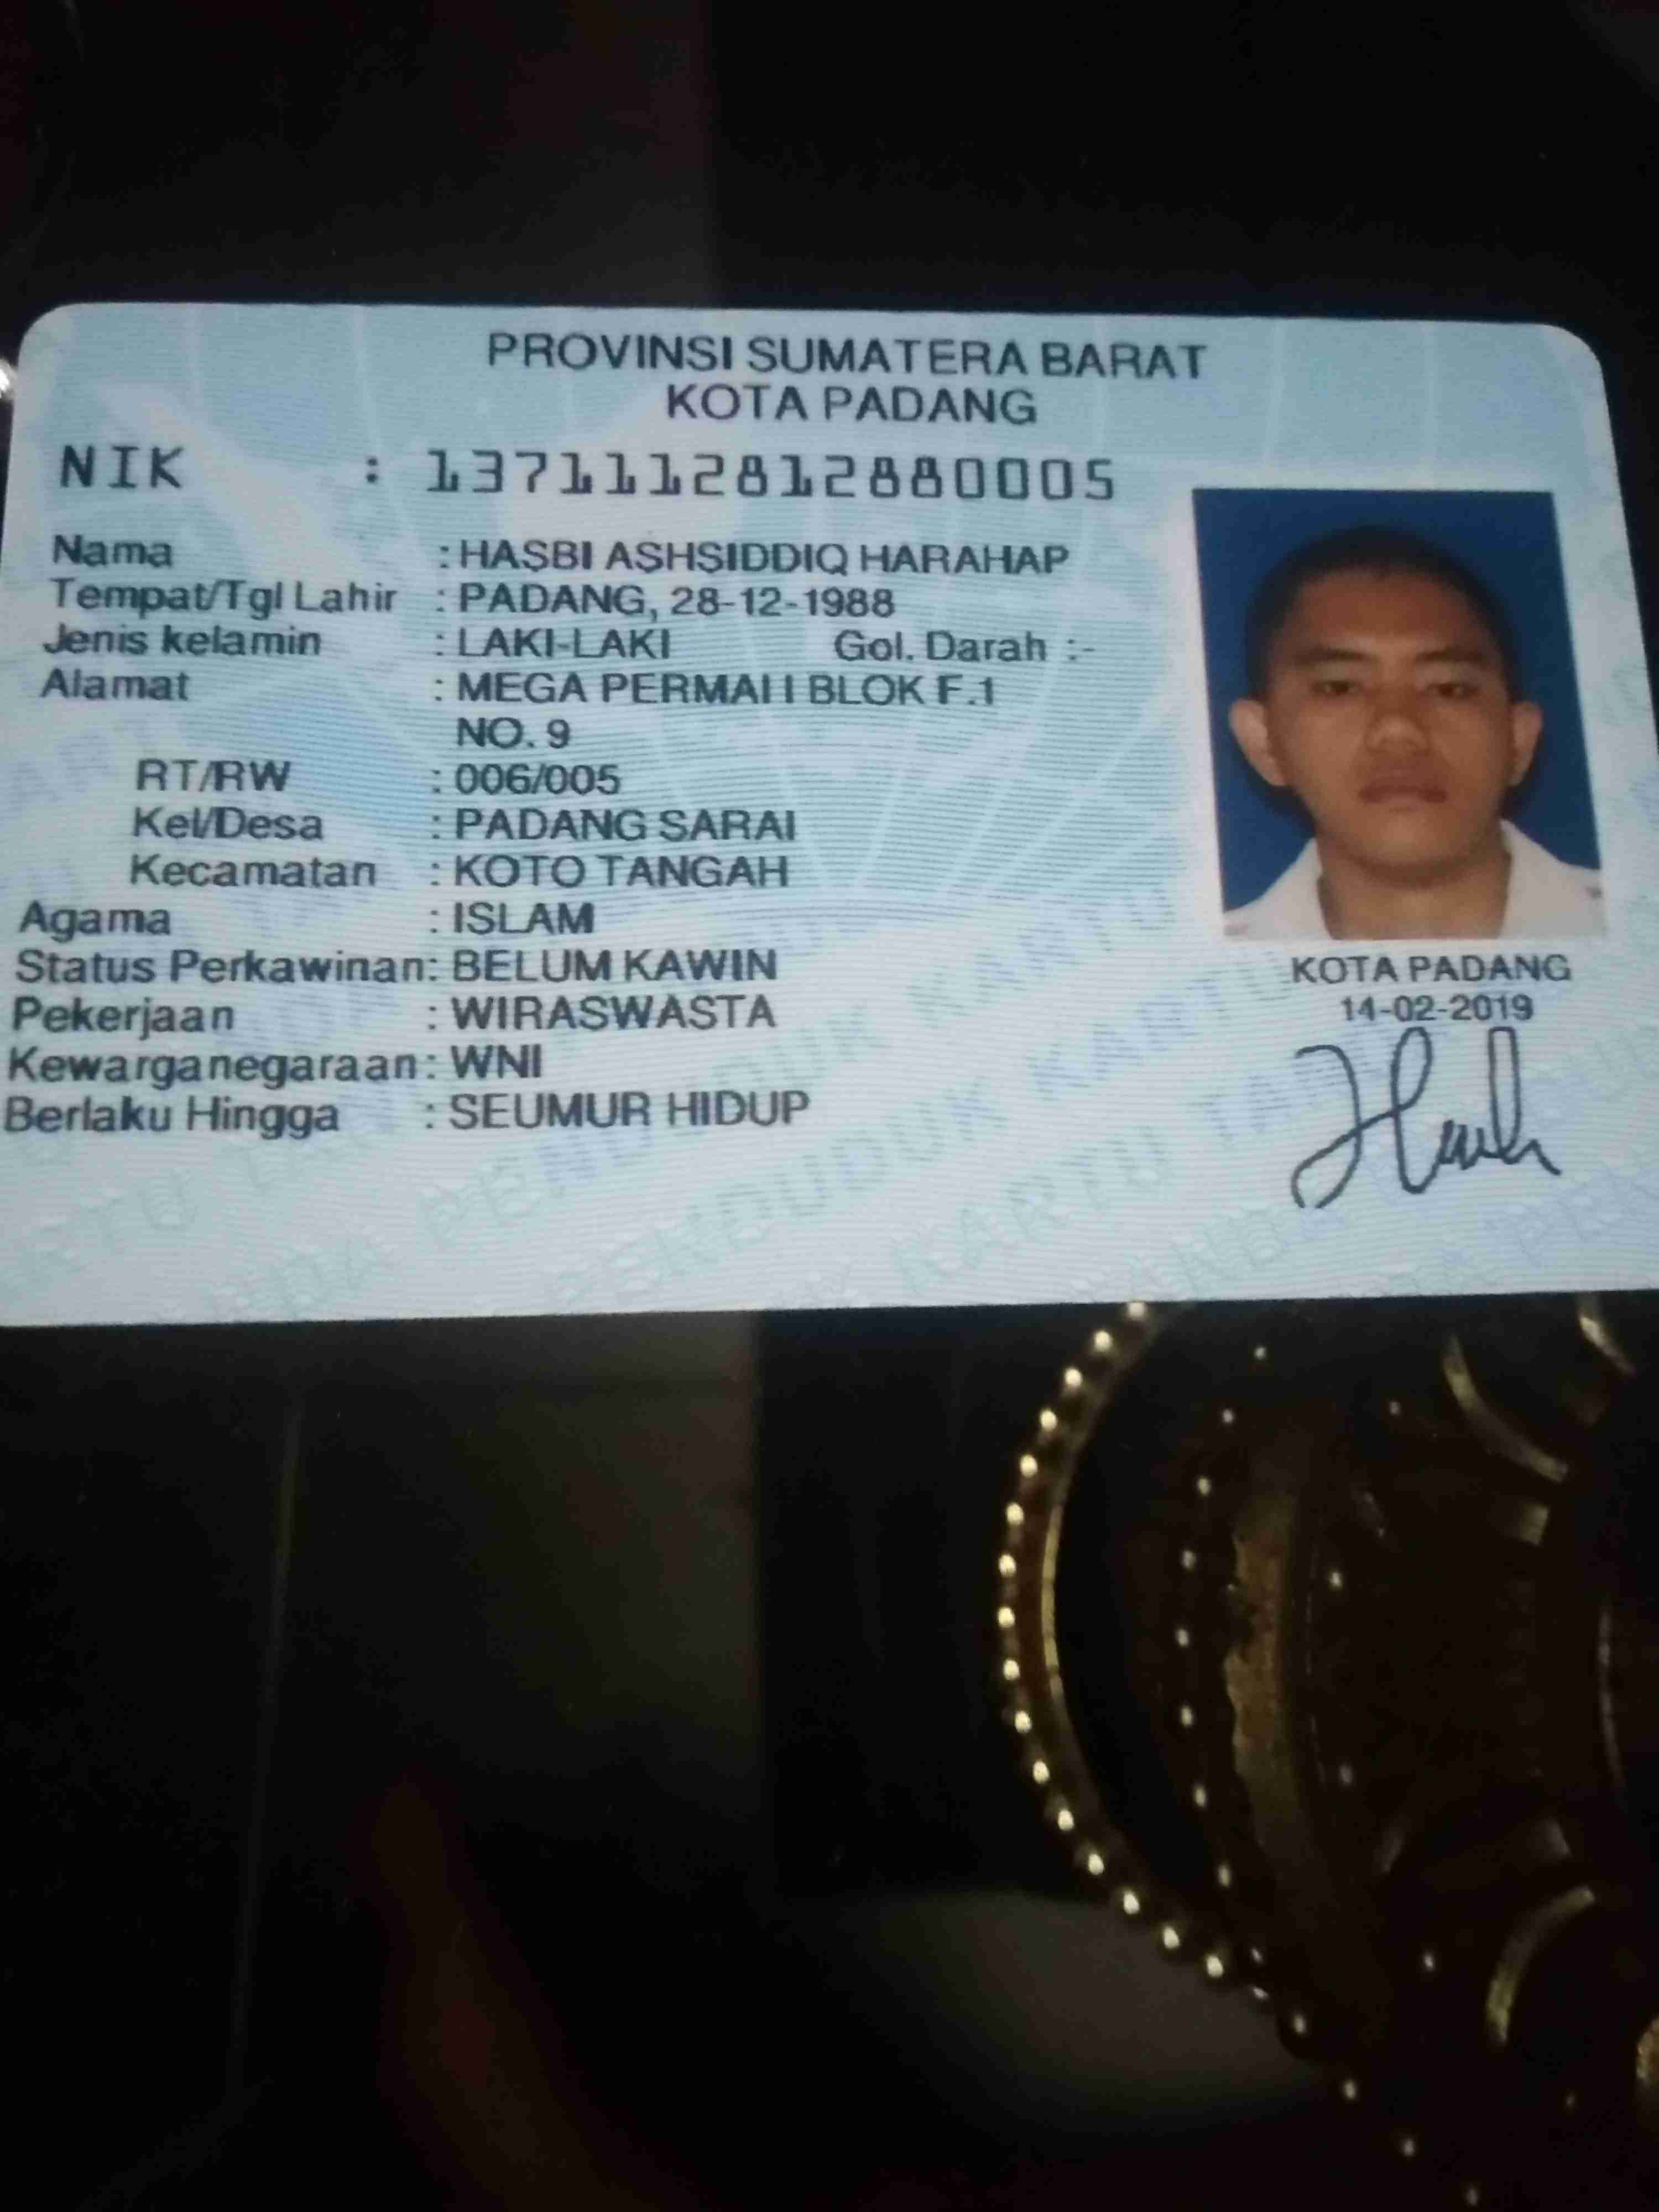 PROVINSI SUMATERA BARAT
KOTA PADANG
NIK : 1371112812880005
Nama : HASBI ASHSIDDIQ HARAHAP
Tempat/Tgl Lahir : PADANG, 28-12-1988
Jenis kelamin : LAKI-LAKI Gol. Darah :-
Alamat : MEGA BLOK F.1
NO. 9
RT/RW : 006/005
Kel/Desa : PADANG SARAI
Kecamatan : KOTO TANGAH
Agama : ISLAM
Status Perkawinan: BELUM KAWIN
Pekerjaan : WIRASWASTA
Kewarganegaraan: WNI
Berlaku Hingga : SEUMUR HIDUP
KOTA PADANG
14-02-2019